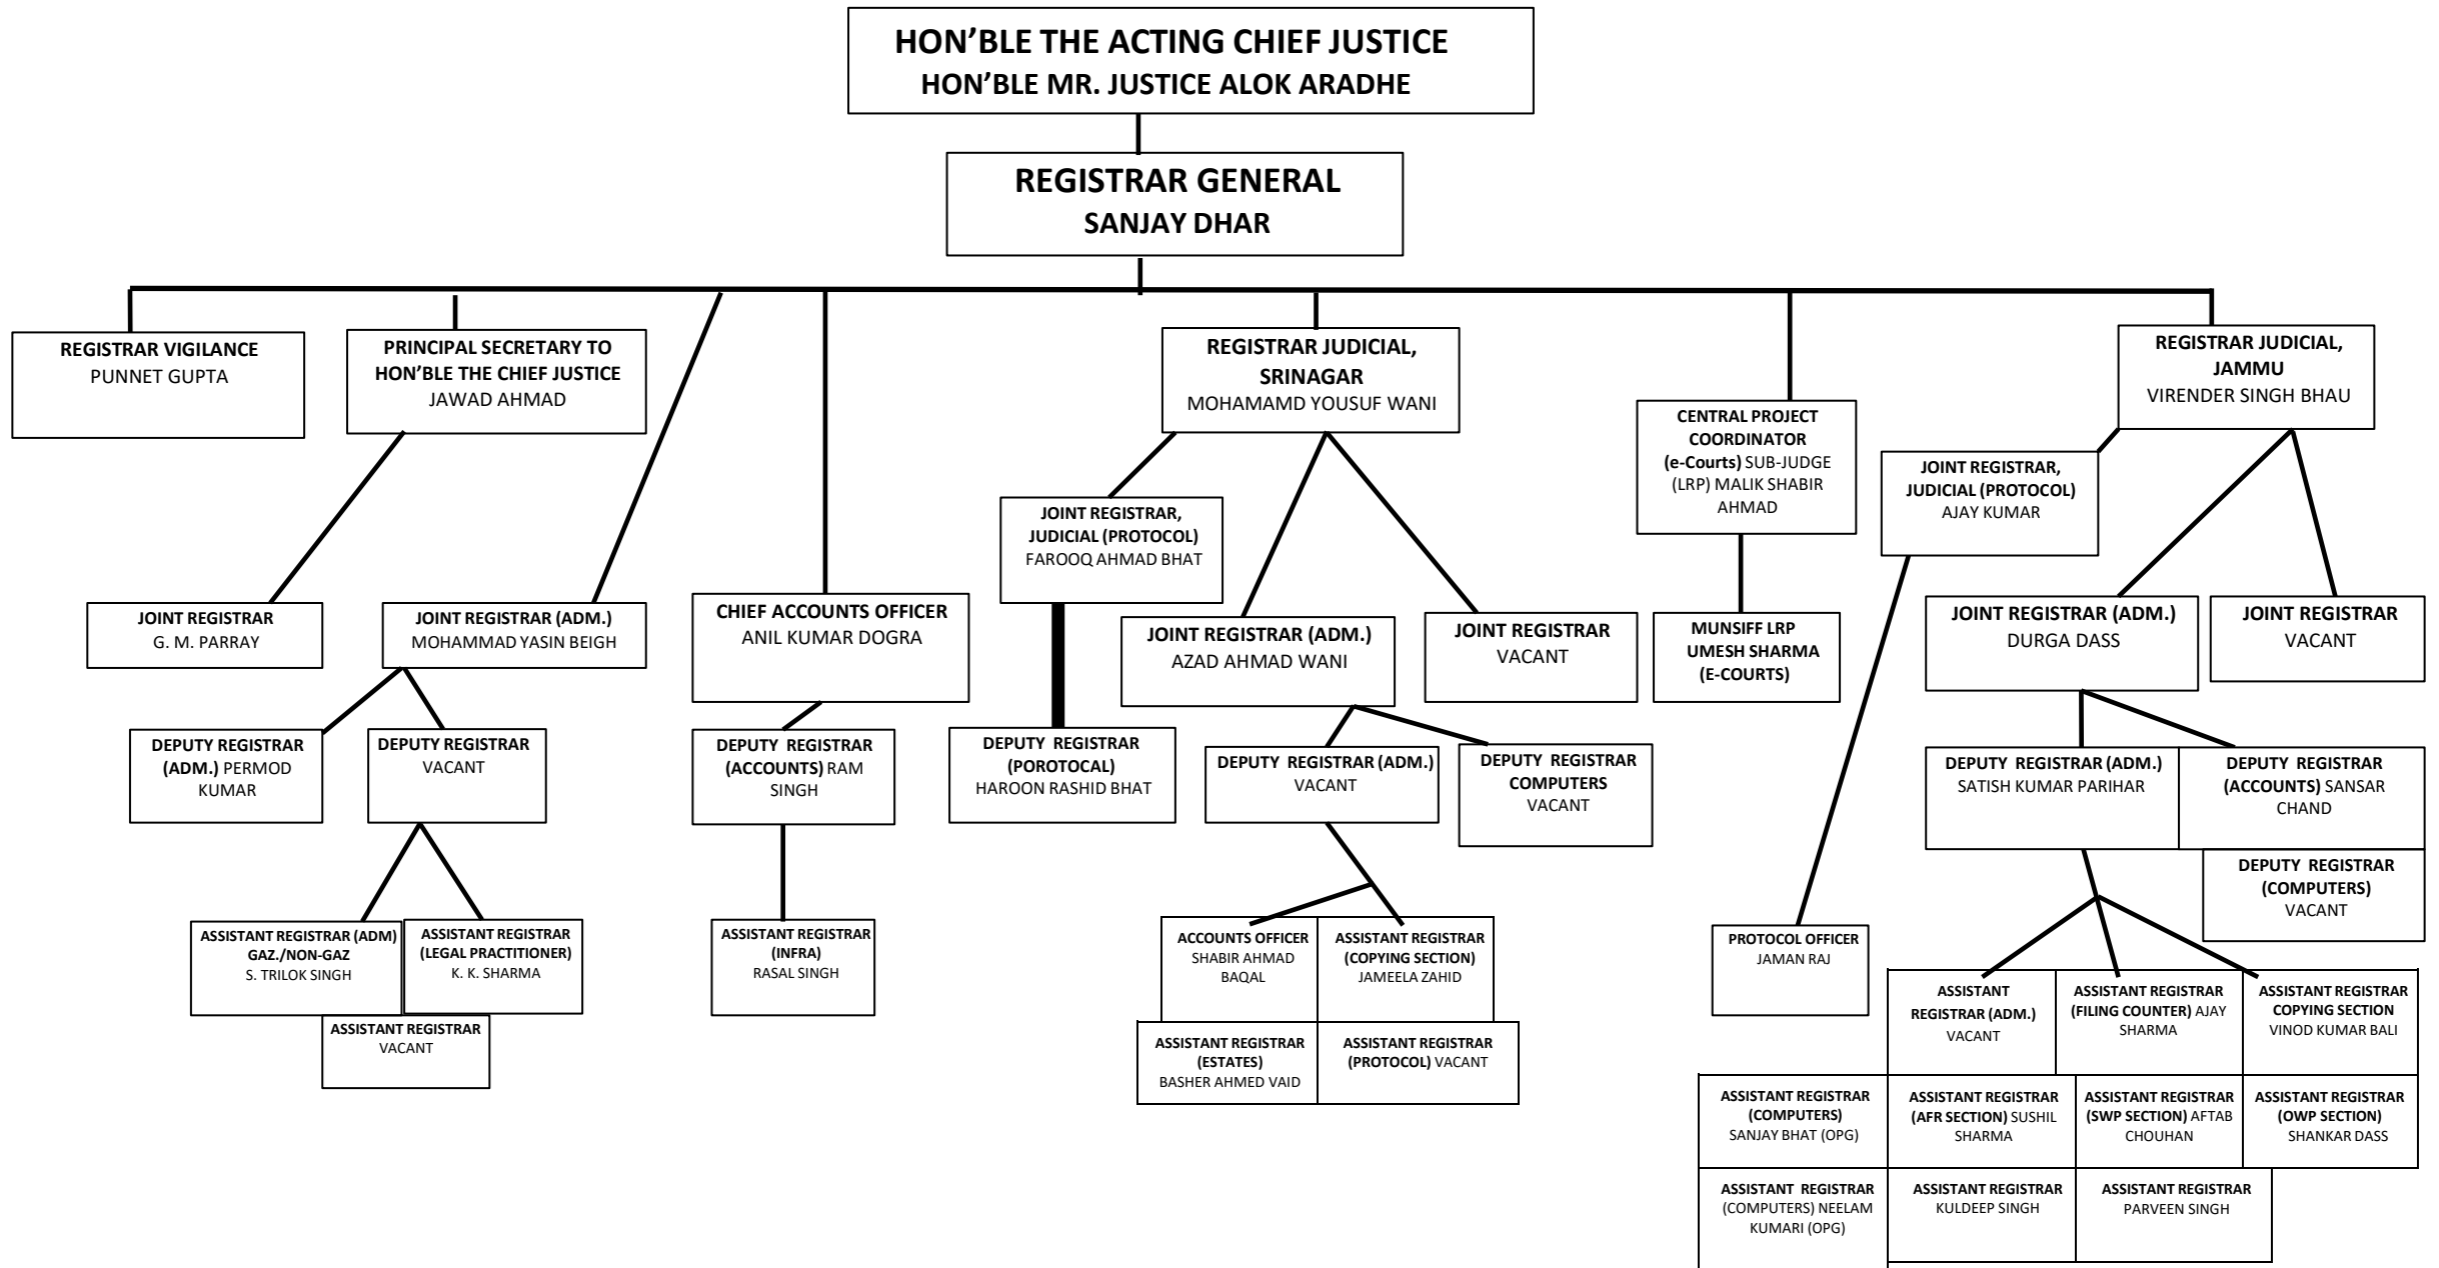 HON'BLE THE ACTING CHIEF JUSTICE
HON'BLE MR. JUSTICE ALOK ARADHE
REGISTRAR GENERAL
SANJAY DHAR
REGISTRAR VIGILANCE
PUNNET GUPTA
PRINCIPAL SECRETARY TO
HON'BLE THE CHIEF JUSTICE
JAWAD AHMAD
REGISTRAR JUDICIAL,
SRINAGAR
MOHAMAMD YOUSUF WANI
CENTRAL PROJECT
COORDINATOR
(e-Courts) SUB-JUDGE
(LRP) MALIK SHABIR
AHMAD
REGISTRAR JUDICIAL,
JAMMU
VIRENDER SINGH BHAU
JOINT REGISTRAR,
JUDICIAL (PROTOCOL)
AJAY KUMAR
JOINT REGISTRAR,
JUDICIAL (PROTOCOL)
FAROOQ AHMAD BHAT
JOINT REGISTRAR
G. M. PARRAY
JOINT REGISTRAR (ADM.)
MOHAMMAD YASIN BEIGH
CHIEF ACCOUNTS OFFICER
ANIL KUMAR DOGRA
JOINT REGISTRAR (ADM.)
AZAD AHMAD WANI
JOINT REGISTRAR
VACANT
MUNSIFF LRP
UMESH SHARMA
(E-COURTS)
JOINT REGISTRAR (ADM.)
DURGA DASS
JOINT REGISTRAR
VACANT
DEPUTY REGISTRAR
(ADM.) PERMOD
KUMAR
DEPUTY REGISTRAR
VACANT
DEPUTY REGISTRAR
(ACCOUNTS) RAM
SINGH
DEPUTY REGISTRAR
(POROTOCAL)
HAROON RASHID BHAT
DEPUTY REGISTRAR (ADM.)
VACANT
DEPUTY REGISTRAR
COMPUTERS
VACANT
DEPUTY REGISTRAR (ADM.)
SATISH KUMAR PARIHAR
DEPUTY REGISTRAR
(ACCOUNTS) SANSAR
CHAND
DEPUTY REGISTRAR
(COMPUTERS)
VACANT
ASSISTANT REGISTRAR (ADM)
GAZ./NON-GAZ
S. TRILOK SINGH
ASSISTANT REGISTRAR
(LEGAL PRACTITIONER)
K. K. SHARMA
ASSISTANT REGISTRAR
VACANT
ASSISTANT REGISTRAR
(INFRA)
RASAL SINGH
ACCOUNTS OFFICER
SHABIR AHMAD
BAQAL
ASSISTANT REGISTRAR
(COPYING SECTION)
JAMEELA ZAHID
ASSISTANT REGISTRAR
(ESTATES)
BASHER AHMED VAID
ASSISTANT REGISTRAR
(PROTOCOL) VACANT
PROTOCOL OFFICER
JAMAN RAJ
ASSISTANT
REGISTRAR (ADM.)
VACANT
ASSISTANT REGISTRAR
(FILING COUNTER) AJAY
SHARMA
ASSISTANT REGISTRAR
COPYING SECTION
VINOD KUMAR BALI
ASSISTANT REGISTRAR
(COMPUTERS)
SANJAY BHAT (OPG)
ASSISTANT REGISTRAR
(AFR SECTION) SUSHIL
SHARMA
ASSISTANT REGISTRAR
(SWP SECTION) AFTAB
CHOUHAN
ASSISTANT REGISTRAR
(OWP SECTION)
SHANKAR DASS
ASSISTANT REGISTRAR
(COMPUTERS) NEELAM
KUMARI (OPG)
ASSISTANT REGISTRAR
KULDEEP SINGH
ASSISTANT REGISTRAR
PARVEEN SINGH